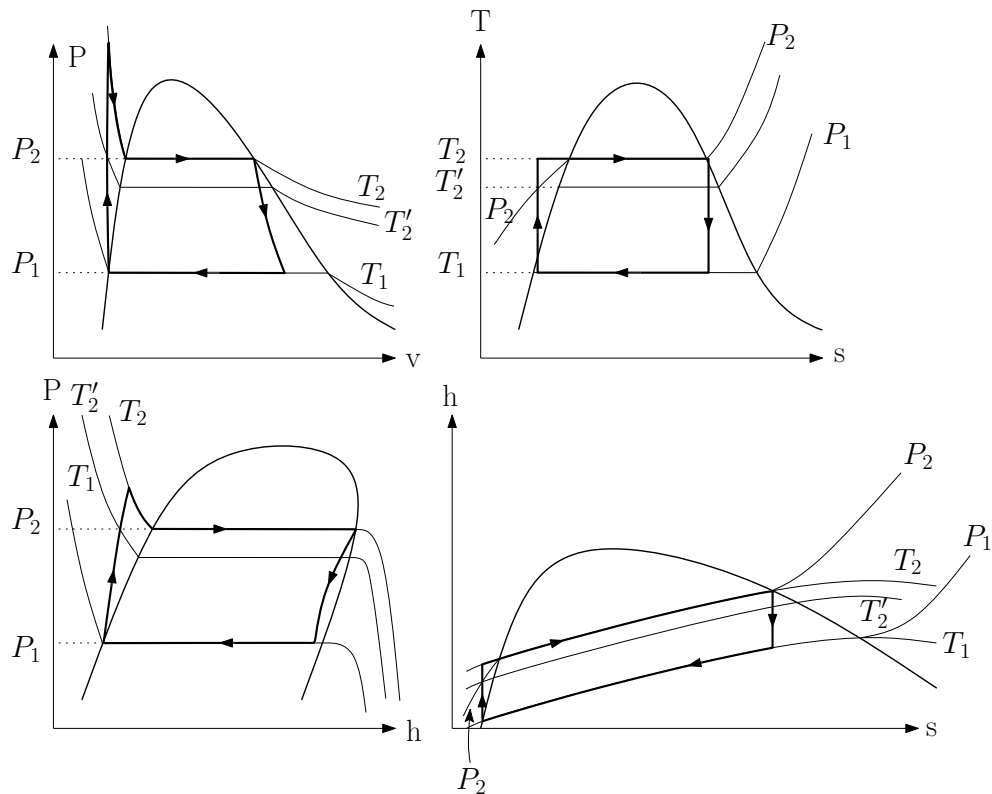 P
P₂
P₁
T₂
T₂′
T₁
v
T
P₂
P₁
T₂
T₂′
P₂
T₁
s
P
T₂′
T₂
T₁
P₂
P₁
h
h
P₂
P₁
T₂
T₂′
T₁
s
P₂